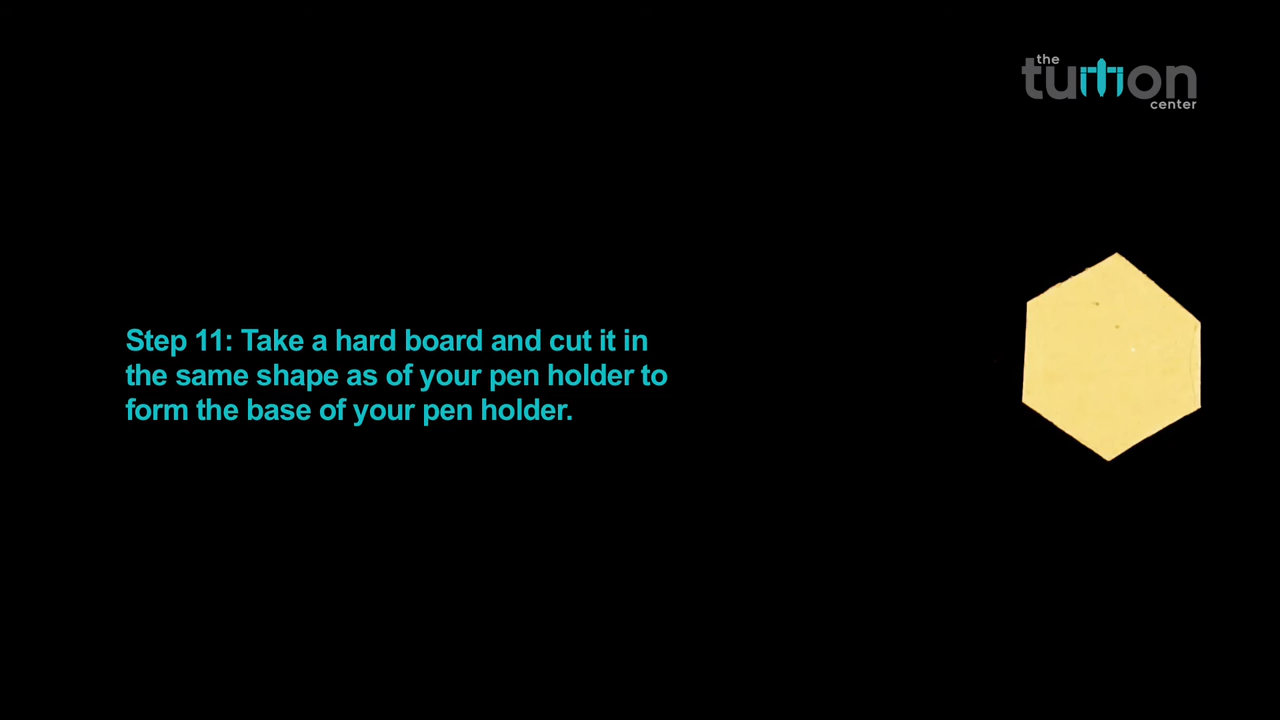 the
tuition
center
Step 11: Take a hard board and cut it in
the same shape as of your pen holder to
form the base of your pen holder.